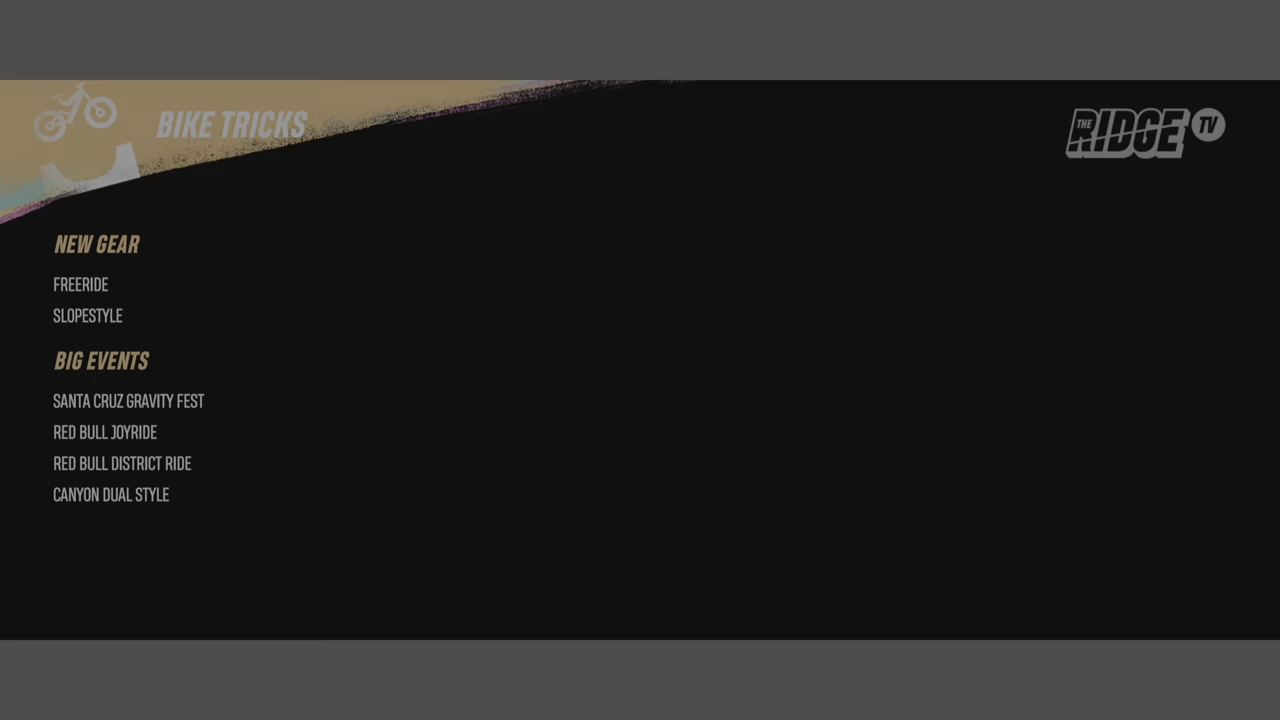 BIKE TRICKS
THE RIDGE TV
NEW GEAR
FREERIDE
SLOPESTYLE
BIG EVENTS
SANTA CRUZ GRAVITY FEST
RED BULL JOYRIDE
RED BULL DISTRICT RIDE
CANYON DUAL STYLE